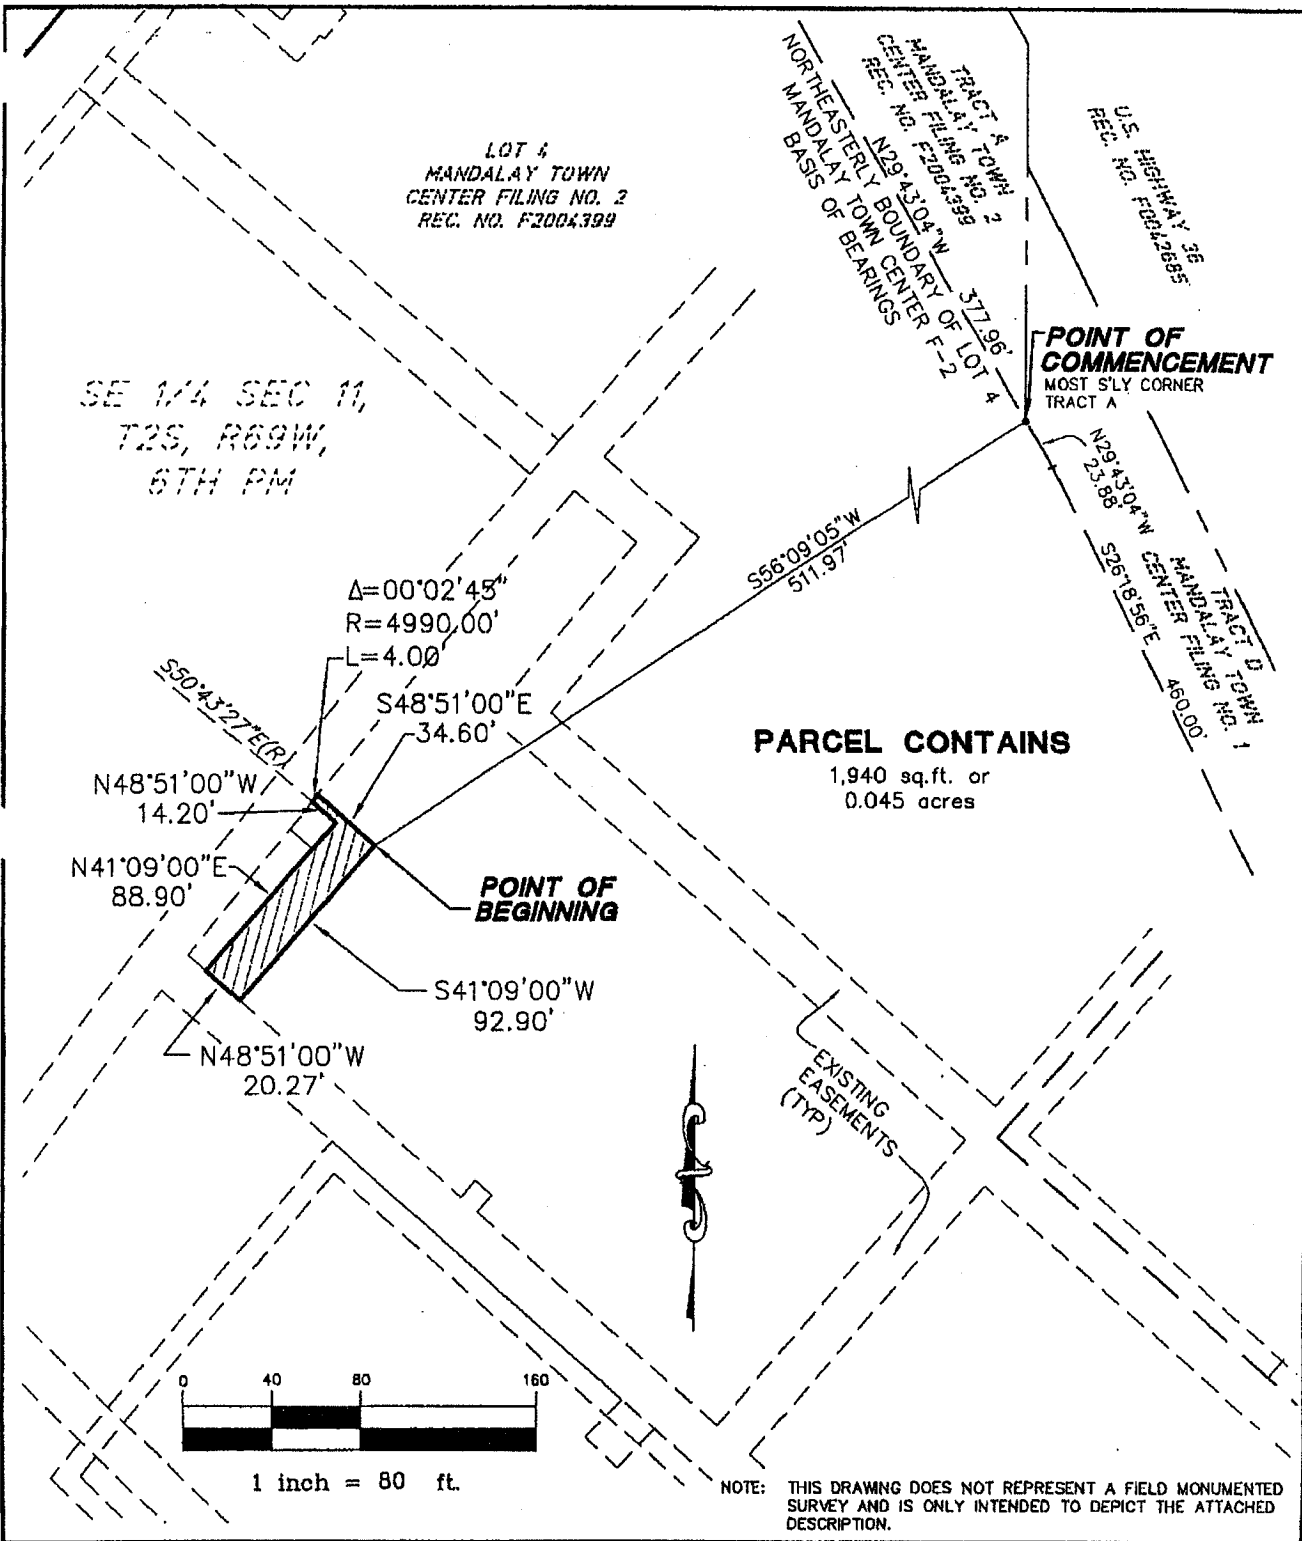 LOT 4
MANDALAY TOWN
CENTER FILING NO. 2
REC. NO. F2004399
TRACT A
MANDALAY TOWN
CENTER FILING NO. 2
REC. NO. F2004399
N29°43'04"W 377.96'
NORTHEASTERLY BOUNDARY OF LOT 4
MANDALAY TOWN CENTER F-2
BASIS OF BEARINGS
U.S. HIGHWAY 36
REC. NO. F0042685
POINT OF
COMMENCEMENT
MOST S'LY CORNER
TRACT A
SE 1/4 SEC 11,
T2S, R69W,
6TH PM
N29°43'04"W
23.88'
S26°18'56"E 460.00'
TRACT D
MANDALAY TOWN
CENTER FILING NO. 1
S56°09'05"W
511.97'
Δ=00°02'45"
R=4990.00'
L=4.00'
S50°43'27"E(R)
S48°51'00"E
34.60'
N48°51'00"W
14.20'
N41°09'00"E
88.90'
PARCEL CONTAINS
1,940 sq.ft. or
0.045 acres
POINT OF
BEGINNING
S41°09'00"W
92.90'
N48°51'00"W
20.27'
EXISTING
EASEMENTS
(TYP)
0 40 80 160
1 inch = 80 ft.
NOTE: THIS DRAWING DOES NOT REPRESENT A FIELD MONUMENTED
SURVEY AND IS ONLY INTENDED TO DEPICT THE ATTACHED
DESCRIPTION.